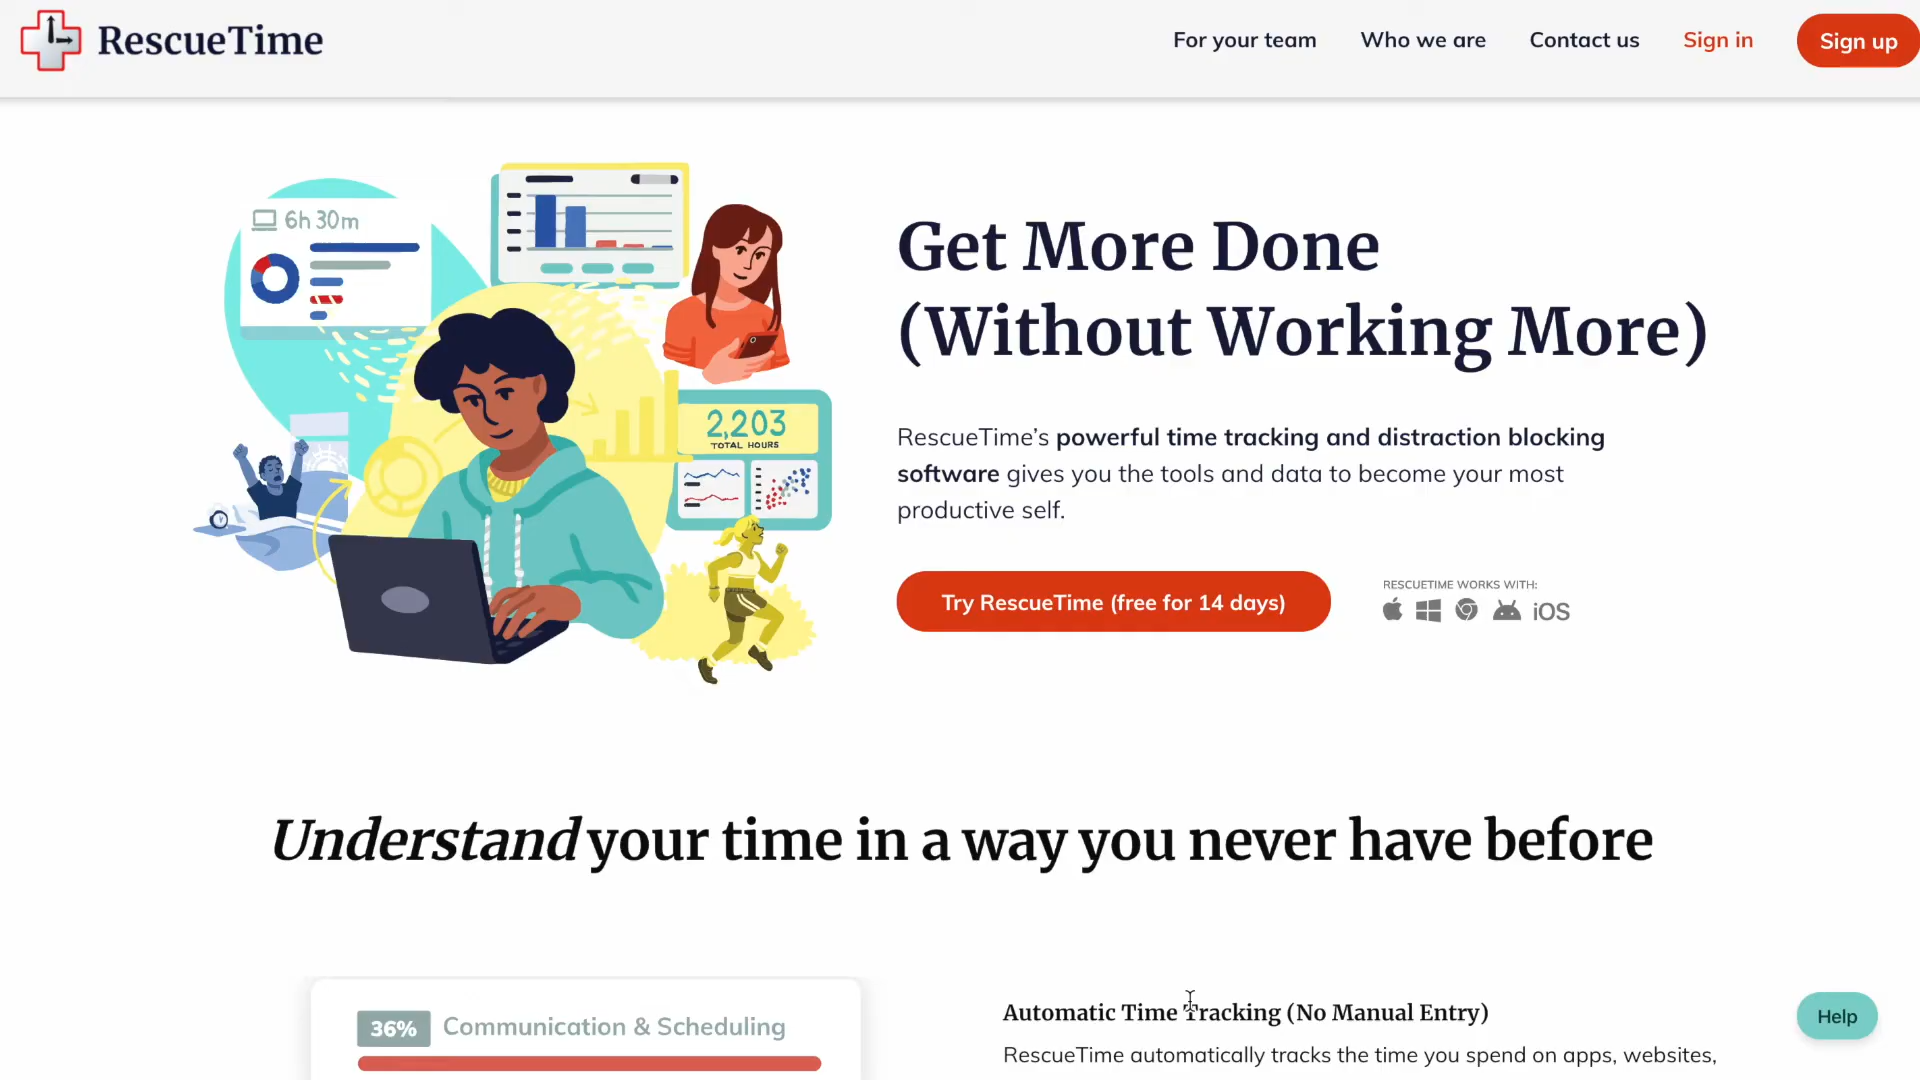 RescueTime
For your team
Who we are
Contact us
Sign in
Sign up
6h 30m
2,203
TOTAL HOURS
Get More Done
(Without Working More)
RescueTime’s powerful time tracking and distraction blocking
software gives you the tools and data to become your most
productive self.
Try RescueTime (free for 14 days)
RESCUETIME WORKS WITH:
iOS
Understand your time in a way you never have before
36%
Communication & Scheduling
Automatic Time Tracking (No Manual Entry)
RescueTime automatically tracks the time you spend on apps, websites,
Help